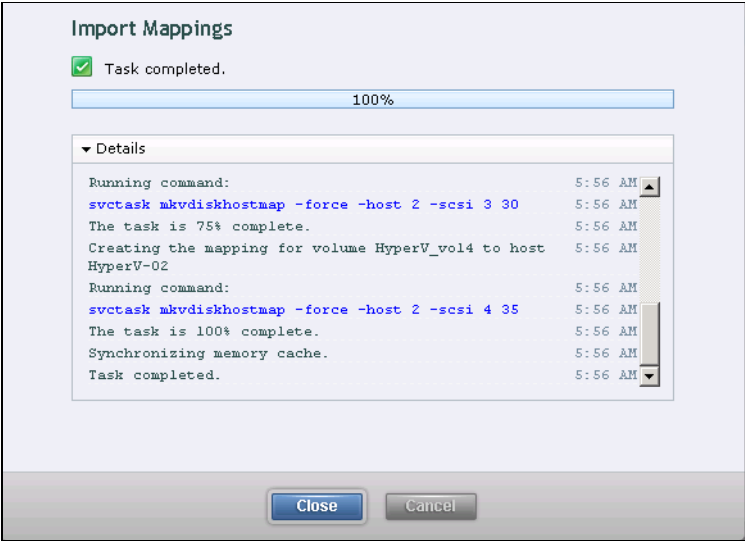 Import Mappings
Task completed.
100%
Details
Running command: 5:56 AM
svctask mkvdiskhostmap -force -host 2 -scsi 3 30 5:56 AM
The task is 75% complete. 5:56 AM
Creating the mapping for volume HyperV_vol4 to host 5:56 AM
HyperV-02
Running command: 5:56 AM
svctask mkvdiskhostmap -force -host 2 -scsi 4 35 5:56 AM
The task is 100% complete. 5:56 AM
Synchronizing memory cache. 5:56 AM
Task completed. 5:56 AM
Close Cancel